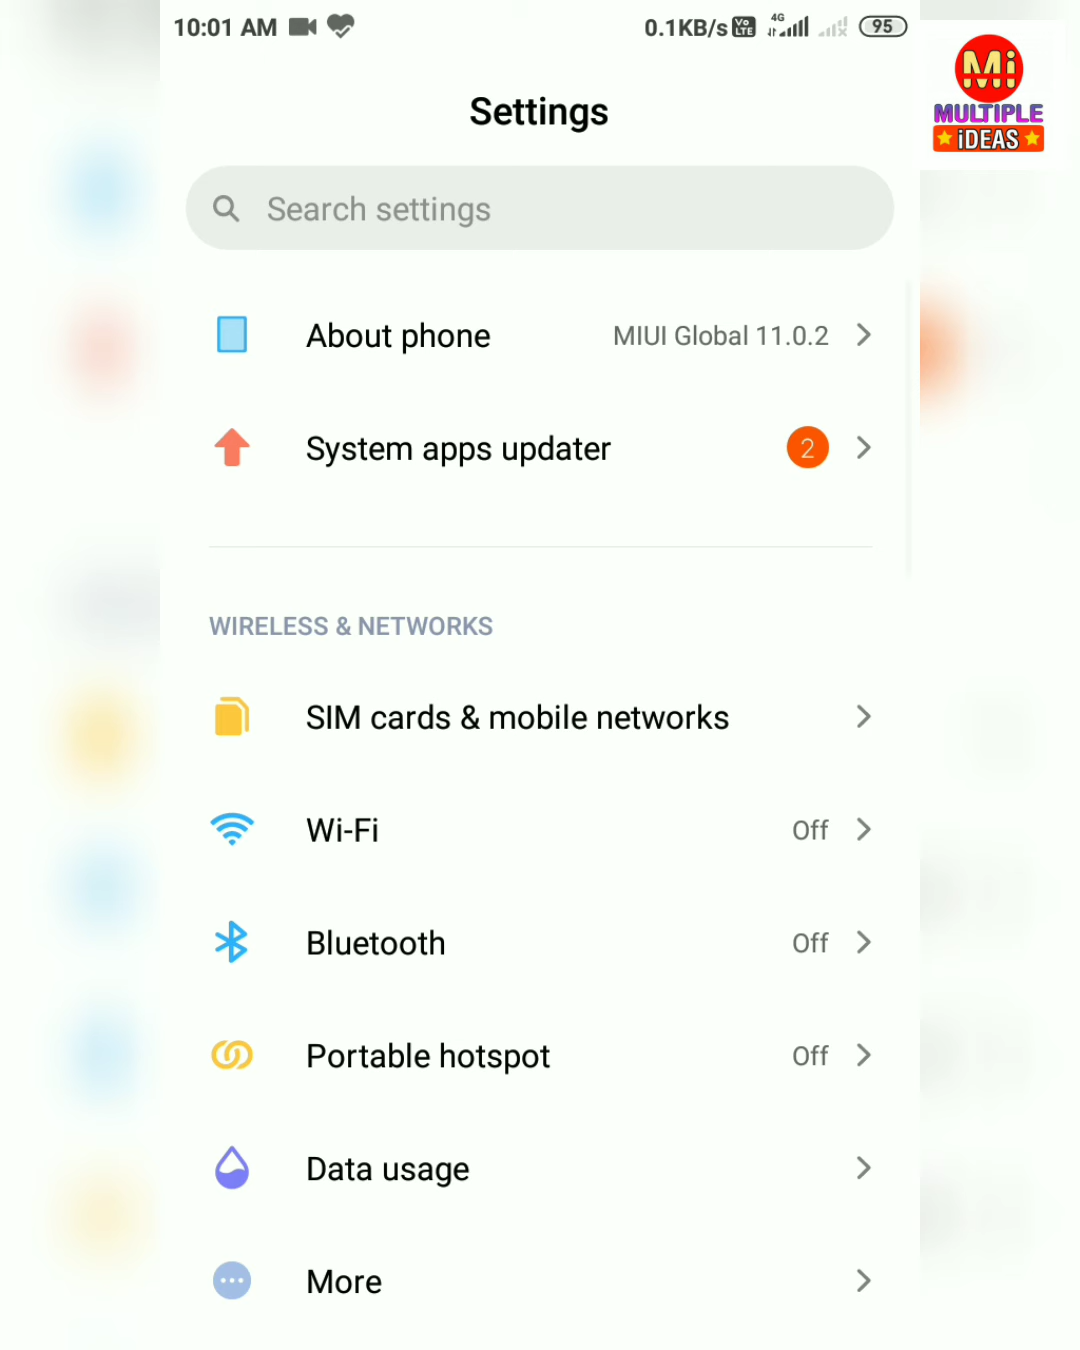 10:01 AM 0.1KB/s Vo LTE 4G 95
Mi
MULTIPLE
iDEAS
Settings
Search settings
About phone MIUI Global 11.0.2
System apps updater 2
WIRELESS & NETWORKS
SIM cards & mobile networks
Wi-Fi Off
Bluetooth Off
Portable hotspot Off
Data usage
More